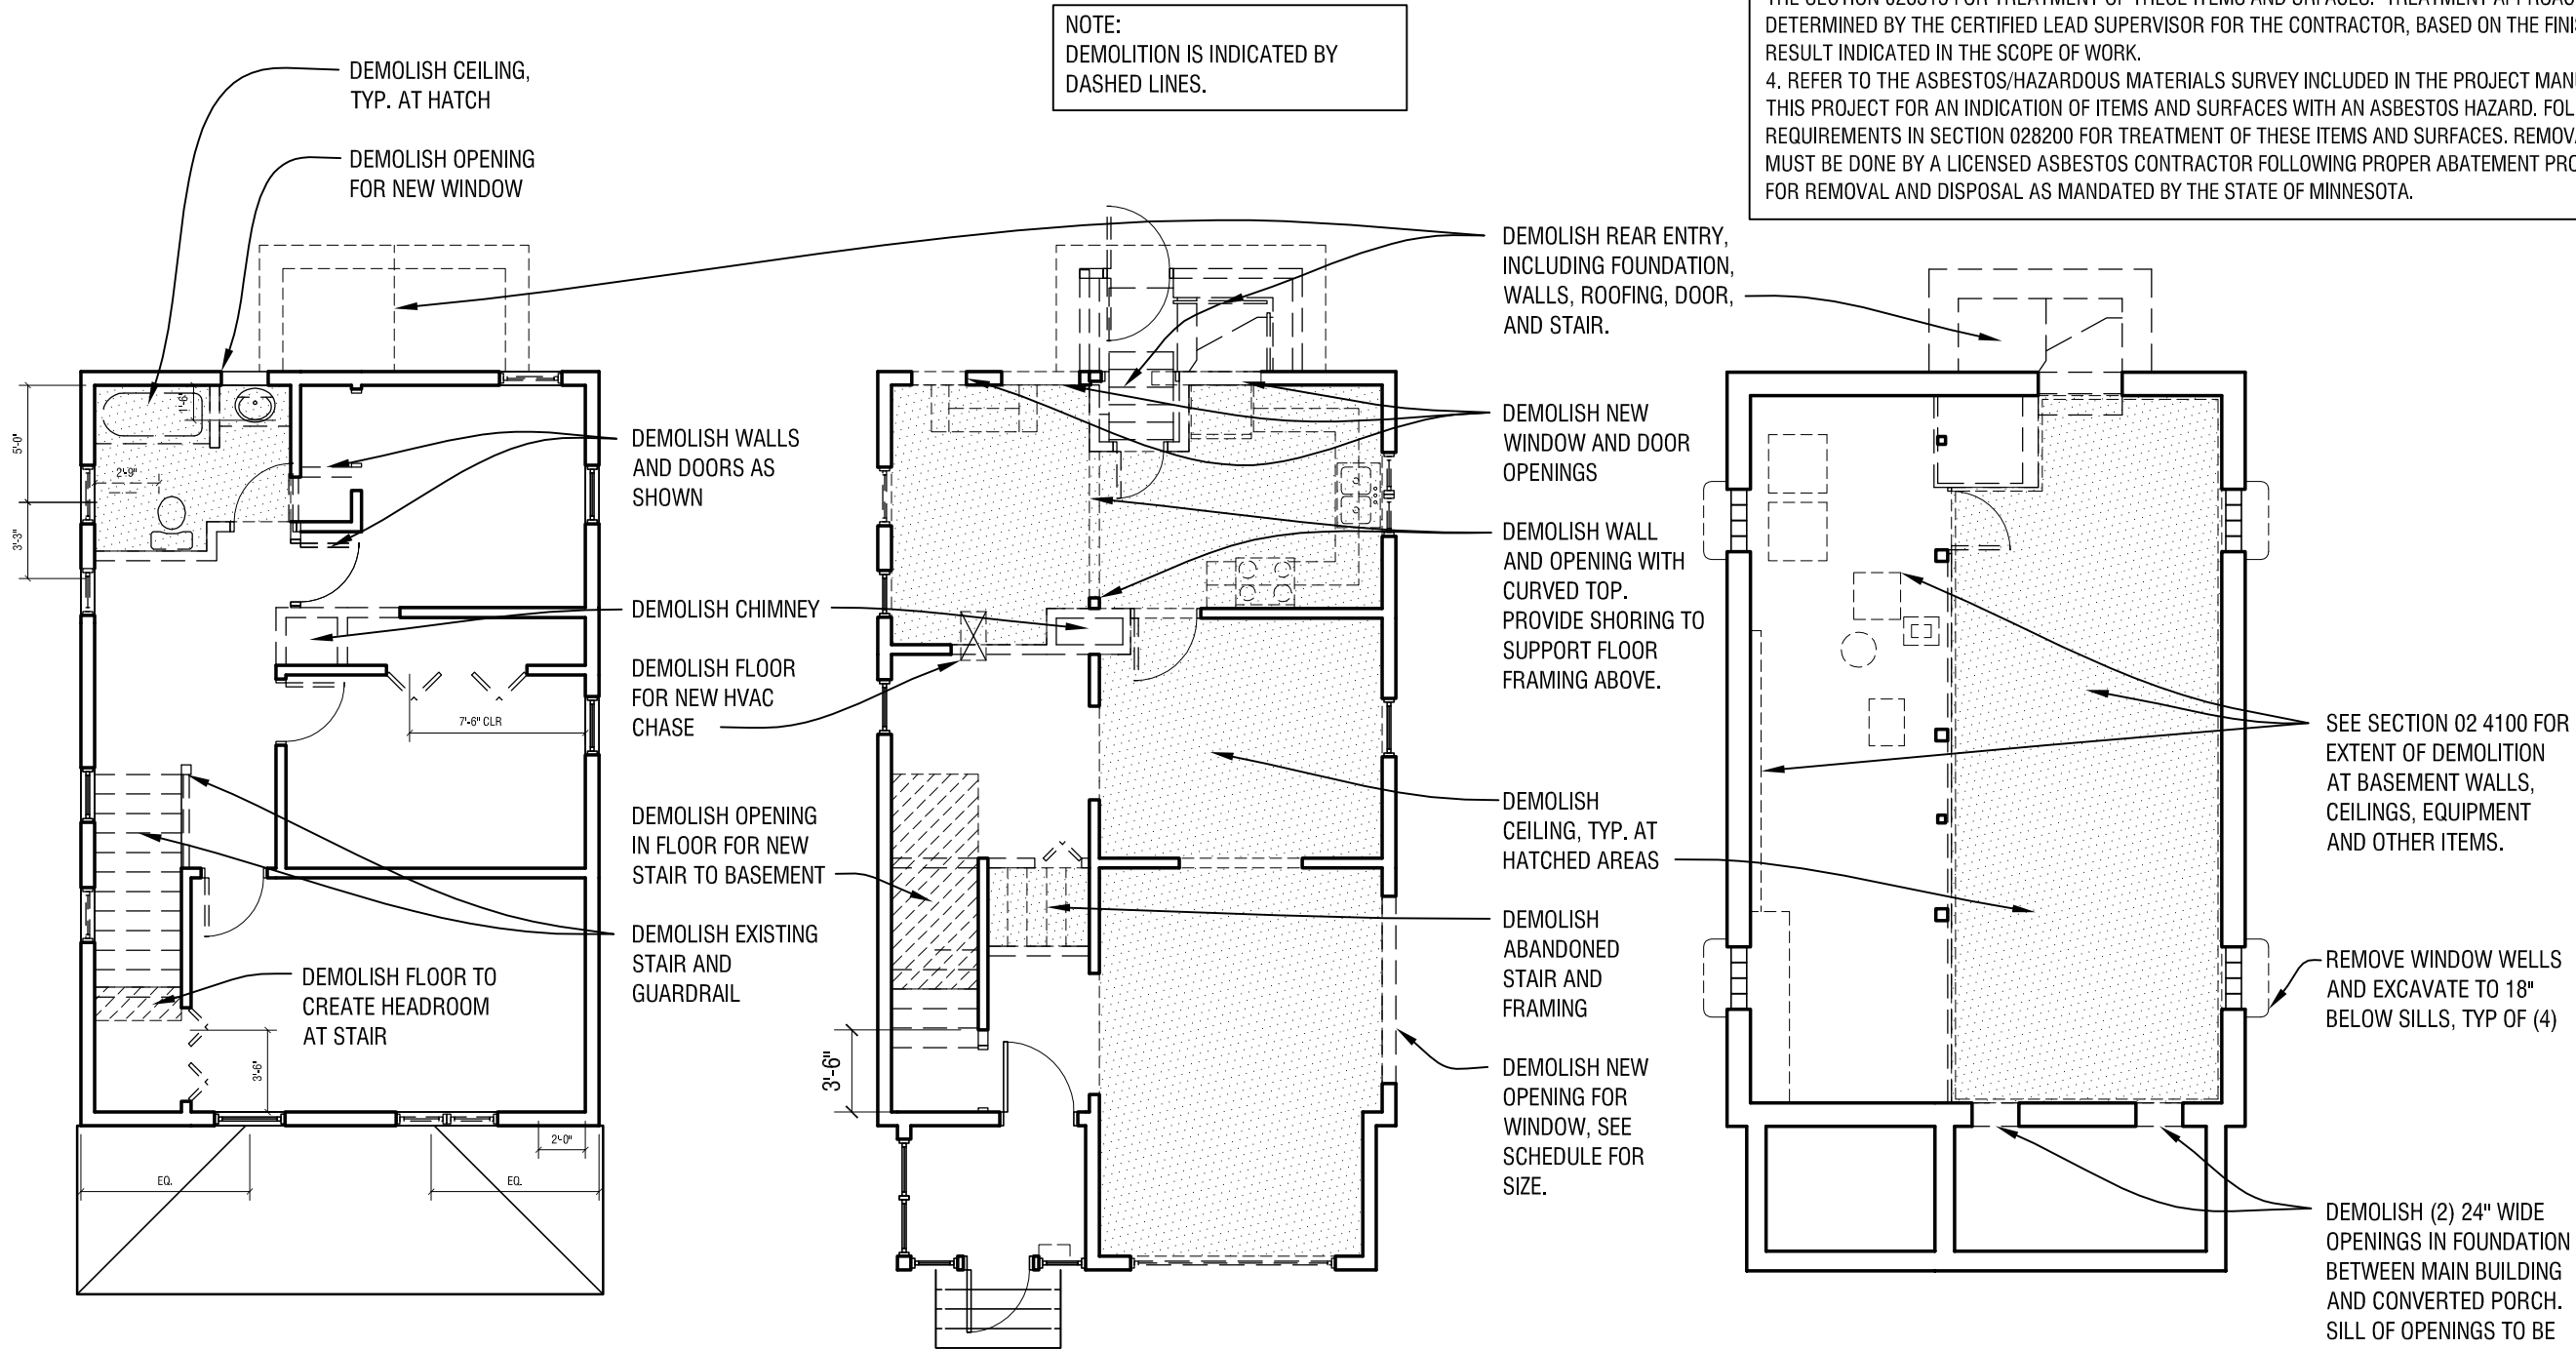 NOTE:
DEMOLITION IS INDICATED BY
DASHED LINES.
DETERMINED BY THE CERTIFIED LEAD SUPERVISOR FOR THE CONTRACTOR, BASED ON THE
RESULT INDICATED IN THE SCOPE OF WORK.
4. REFER TO THE ASBESTOS/HAZARDOUS MATERIALS SURVEY INCLUDED IN THE PROJECT
THIS PROJECT FOR AN INDICATION OF ITEMS AND SURFACES WITH AN ASBESTOS HAZARD.
REQUIREMENTS IN SECTION 028200 FOR TREATMENT OF THESE ITEMS AND SURFACES.
MUST BE DONE BY A LICENSED ASBESTOS CONTRACTOR FOLLOWING PROPER ABATEMENT
FOR REMOVAL AND DISPOSAL AS MANDATED BY THE STATE OF MINNESOTA.
DEMOLISH CEILING,
TYP. AT HATCH
DEMOLISH OPENING
FOR NEW WINDOW
5'-0"
3'-3"
1'-6"
2'-9"
DEMOLISH WALLS
AND DOORS AS
SHOWN
DEMOLISH CHIMNEY
DEMOLISH FLOOR
FOR NEW HVAC
CHASE
7'-6" CLR
DEMOLISH OPENING
IN FLOOR FOR NEW
STAIR TO BASEMENT
DEMOLISH EXISTING
STAIR AND
GUARDRAIL
DEMOLISH FLOOR TO
CREATE HEADROOM
AT STAIR
3'-6"
2'-0"
EQ.
EQ.
3'-6"
DEMOLISH REAR ENTRY,
INCLUDING FOUNDATION,
WALLS, ROOFING, DOOR,
AND STAIR.
DEMOLISH NEW
WINDOW AND DOOR
OPENINGS
DEMOLISH WALL
AND OPENING WITH
CURVED TOP.
PROVIDE SHORING TO
SUPPORT FLOOR
FRAMING ABOVE.
DEMOLISH
CEILING, TYP. AT
HATCHED AREAS
DEMOLISH
ABANDONED
STAIR AND
FRAMING
DEMOLISH NEW
OPENING FOR
WINDOW, SEE
SCHEDULE FOR
SIZE.
SEE SECTION 02 4100 FOR
EXTENT OF DEMOLITION
AT BASEMENT WALLS,
CEILINGS, EQUIPMENT
AND OTHER ITEMS.
REMOVE WINDOW WELLS
AND EXCAVATE TO 18"
BELOW SILLS, TYP OF (4)
DEMOLISH (2) 24" WIDE
OPENINGS IN FOUNDATION
BETWEEN MAIN BUILDING
AND CONVERTED PORCH.
SILL OF OPENINGS TO BE